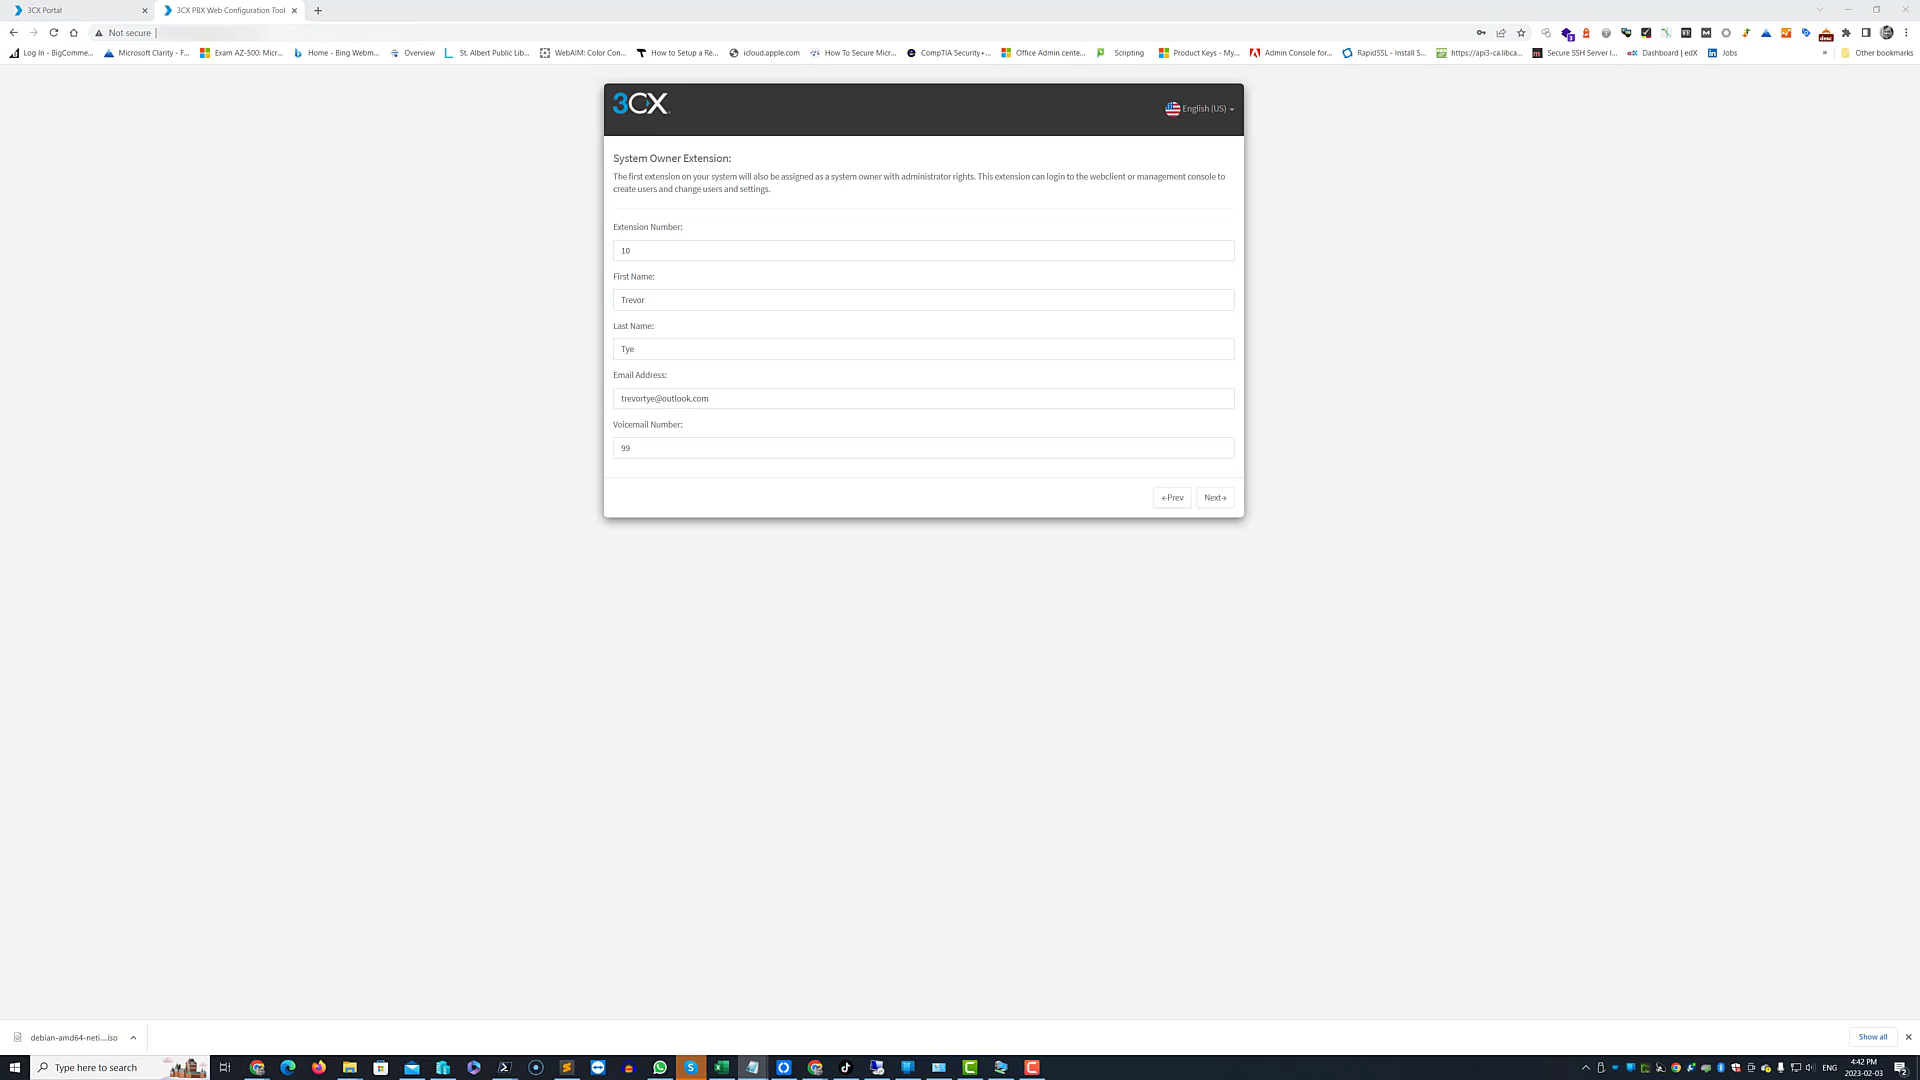 3CX Portal
3CX PBX Web Configuration Tool
Not secure
Log In - BigComme...
Microsoft Clarity - F...
Exam AZ-500: Micr...
Home - Bing Webm...
Overview
St. Albert Public Lib...
WebAIM: Color Con...
How to Setup a Re...
icloud.apple.com
How To Secure Micr...
CompTIA Security+...
Office Admin cente...
Scripting
Product Keys - My...
Admin Console for...
RapidSSL - Install S...
https://api3-ca.libca...
Secure SSH Server I...
Dashboard | edX
Jobs
»
Other bookmarks
3CX
English (US)
System Owner Extension:
The first extension on your system will also be assigned as a system owner with administrator rights. This extension can login to the webclient or management console to
create users and change users and settings.
Extension Number:
10
First Name:
Trevor
Last Name:
Tye
Email Address:
trevortye@outlook.com
Voicemail Number:
99
←Prev
Next→
debian-amd64-neti....iso
Show all
Type here to search
ENG
4:42 PM
2023-02-03